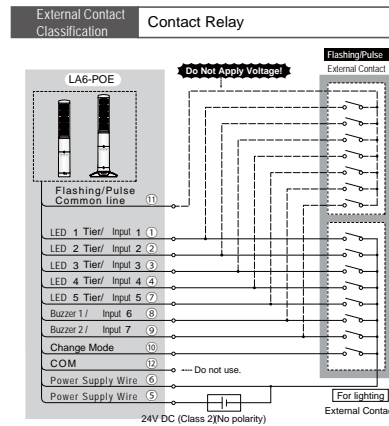 External Contact
Classification
Contact Relay
Flashing/Pulse
External Contact
Do Not Apply Voltage!
LA6-POE
Flashing/Pulse
Common line ⑪
LED 1 Tier/ Input 1 ①
LED 2 Tier/ Input 2 ②
LED 3 Tier/ Input 3 ③
LED 4 Tier/ Input 4 ④
LED 5 Tier/ Input 5 ⑦
Buzzer 1 / Input 6 ⑧
Buzzer 2 / Input 7 ⑨
Change Mode ⑩
COM ⑫
Do not use.
Power Supply Wire ⑥
Power Supply Wire ⑤
For lighting
External Contac
24V DC (Class 2)(No polarity)